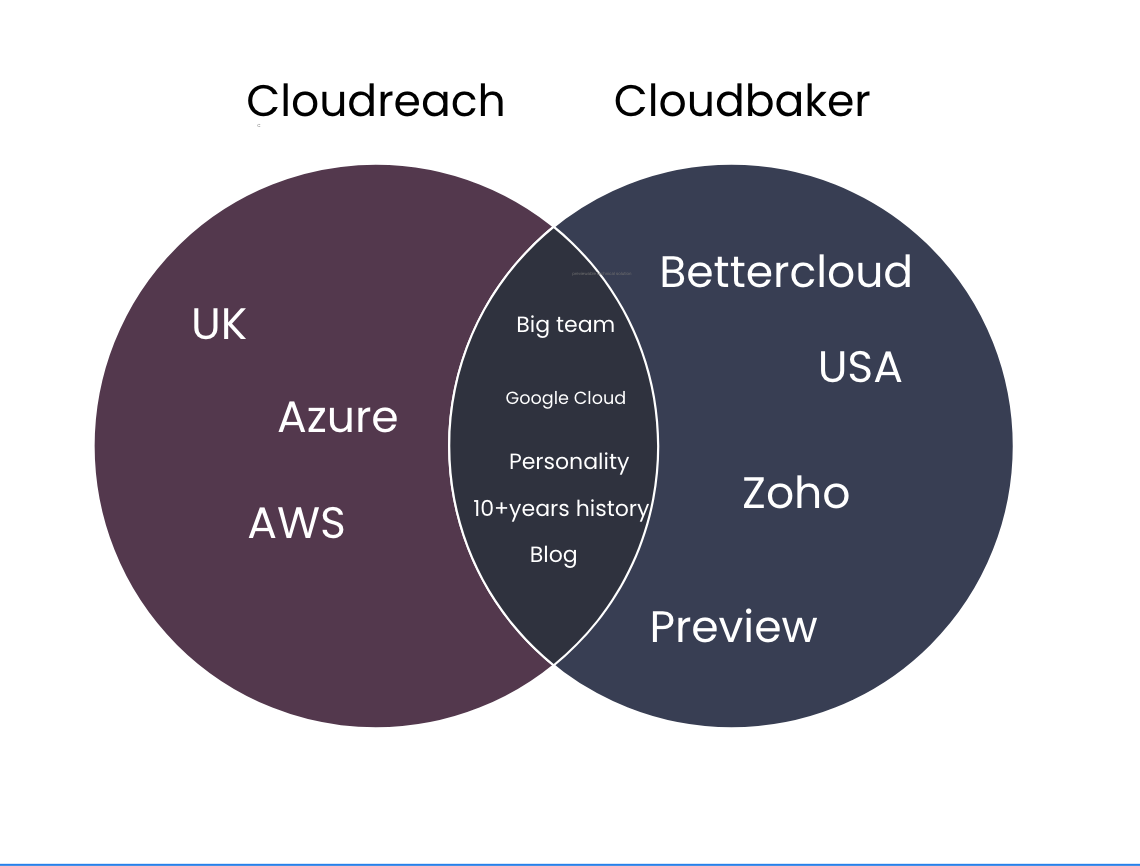 Cloudreach
Cloudbaker
UK
Azure
AWS
Big team
Google Cloud
Personality
10+years history
Blog
Bettercloud
USA
Zoho
Preview